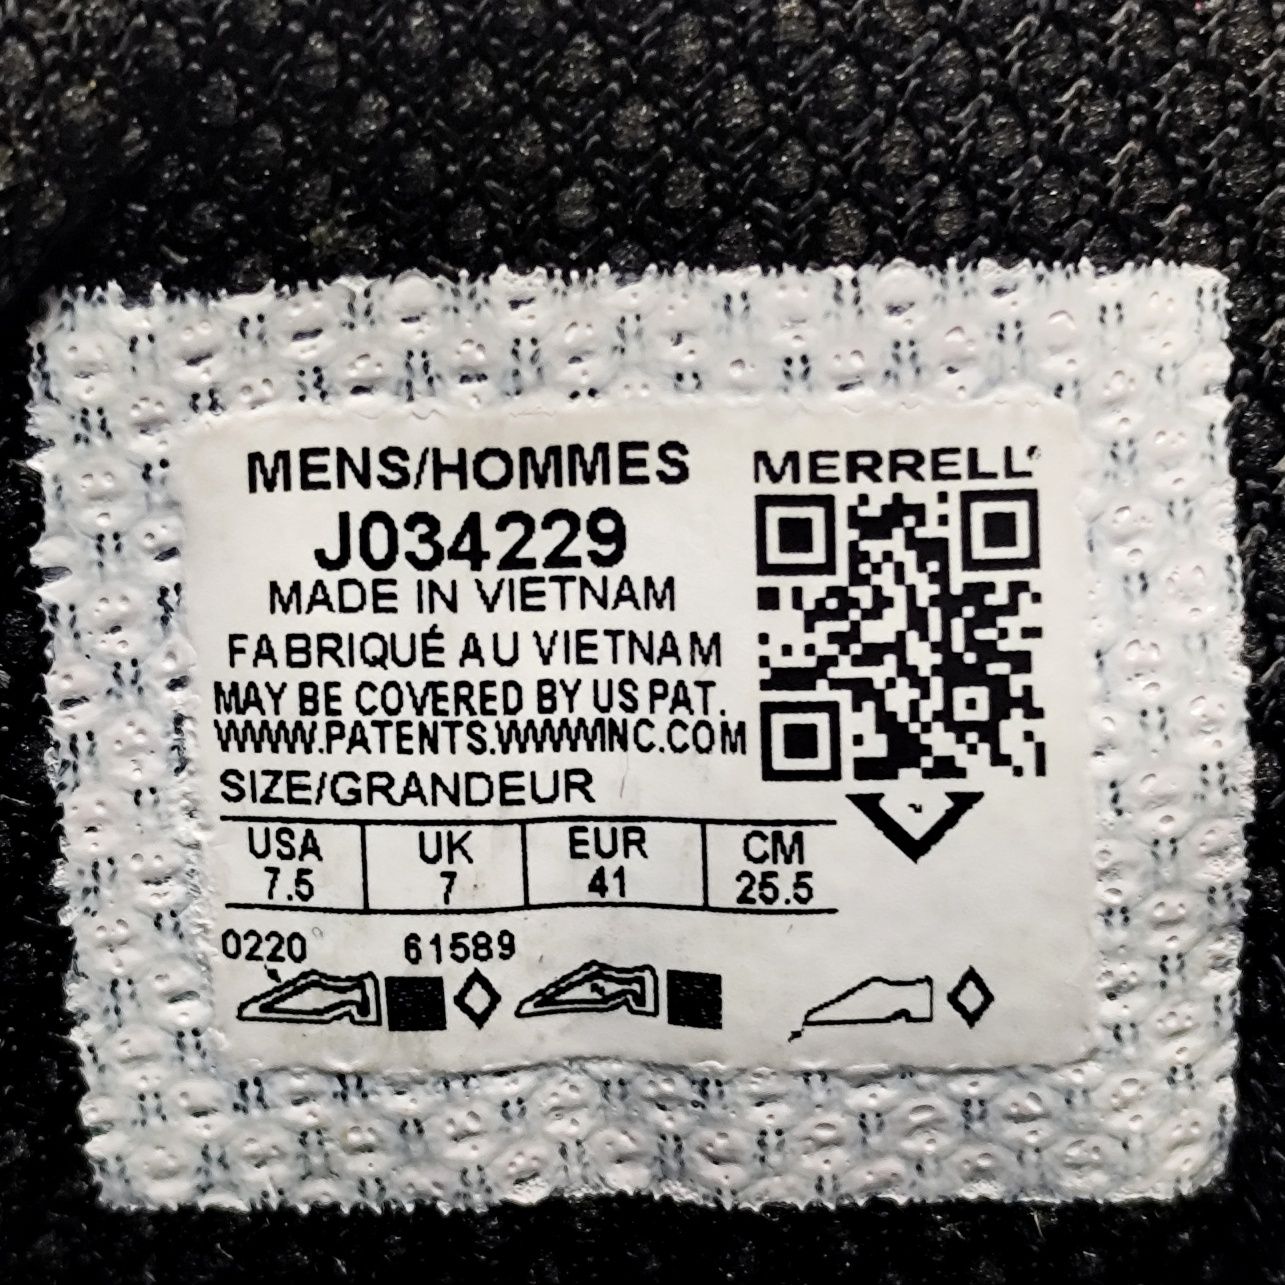 MENS/HOMMES
J034229
MADE IN VIETNAM
FABRIQUÉ AU VIETNAM
MAY BE COVERED BY US PAT.
WWW.PATENTS.WWWINC.COM
SIZE/GRANDEUR
MERRELL
USA UK EUR CM
7.5 7 41 25.5
0220 61589